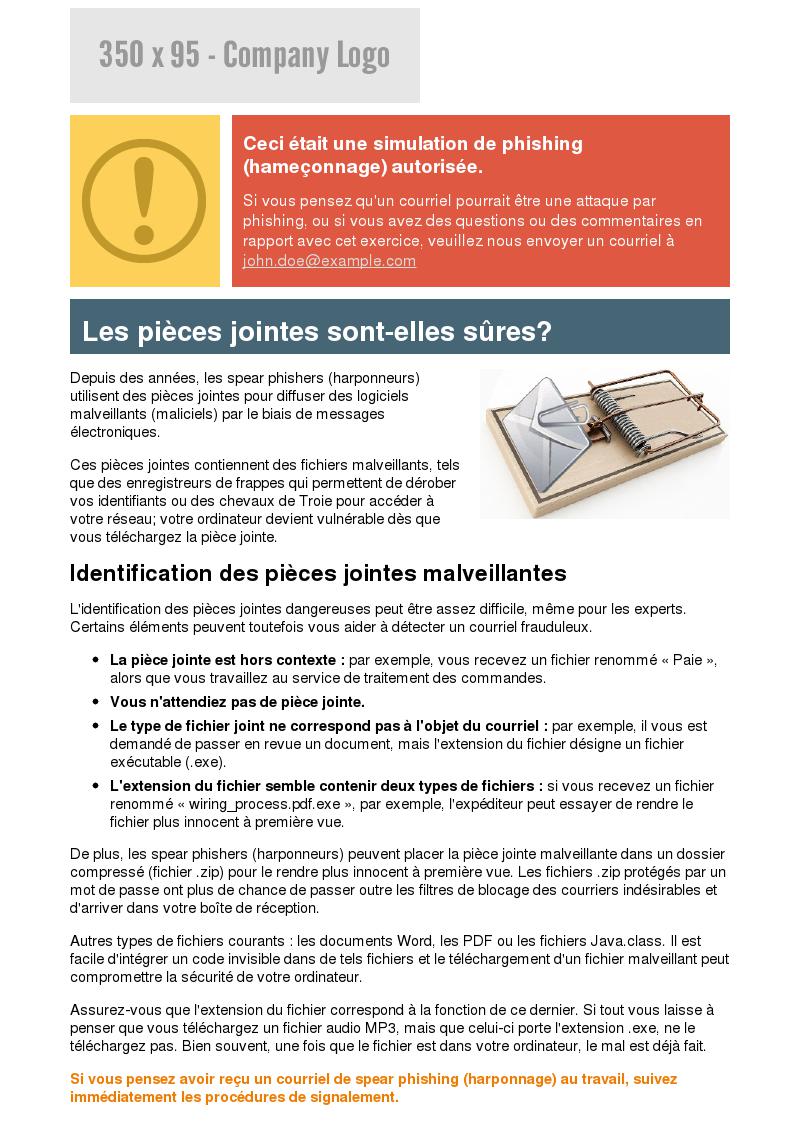 350 x 95 - Company Logo
Ceci était une simulation de phishing
(hameçonnage) autorisée.
Si vous pensez qu'un courriel pourrait être une attaque par
phishing, ou si vous avez des questions ou des commentaires en
rapport avec cet exercice, veuillez nous envoyer un courriel à
john.doe@example.com
Les pièces jointes sont-elles sûres?
Depuis des années, les spear phishers (harponneurs)
utilisent des pièces jointes pour diffuser des logiciels
malveillants (maliciels) par le biais de messages
électroniques.
Ces pièces jointes contiennent des fichiers malveillants, tels
que des enregistreurs de frappes qui permettent de dérober
vos identifiants ou des chevaux de Troie pour accéder à
votre réseau; votre ordinateur devient vulnérable dès que
vous téléchargez la pièce jointe.
Identification des pièces jointes malveillantes
L'identification des pièces jointes dangereuses peut être assez difficile, même pour les experts.
Certains éléments peuvent toutefois vous aider à détecter un courriel frauduleux.
• La pièce jointe est hors contexte : par exemple, vous recevez un fichier renommé « Paie »,
alors que vous travaillez au service de traitement des commandes.
• Vous n'attendiez pas de pièce jointe.
• Le type de fichier joint ne correspond pas à l'objet du courriel : par exemple, il vous est
demandé de passer en revue un document, mais l'extension du fichier désigne un fichier
exécutable (.exe).
• L'extension du fichier semble contenir deux types de fichiers : si vous recevez un fichier
renommé « wiring_process.pdf.exe », par exemple, l'expéditeur peut essayer de rendre le
fichier plus innocent à première vue.
De plus, les spear phishers (harponneurs) peuvent placer la pièce jointe malveillante dans un dossier
compressé (fichier .zip) pour le rendre plus innocent à première vue. Les fichiers .zip protégés par un
mot de passe ont plus de chance de passer outre les filtres de blocage des courriers indésirables et
d'arriver dans votre boîte de réception.
Autres types de fichiers courants : les documents Word, les PDF ou les fichiers Java.class. Il est
facile d'intégrer un code invisible dans de tels fichiers et le téléchargement d'un fichier malveillant peut
compromettre la sécurité de votre ordinateur.
Assurez-vous que l'extension du fichier correspond à la fonction de ce dernier. Si tout vous laisse à
penser que vous téléchargez un fichier audio MP3, mais que celui-ci porte l'extension .exe, ne le
téléchargez pas. Bien souvent, une fois que le fichier est dans votre ordinateur, le mal est déjà fait.
Si vous pensez avoir reçu un courriel de spear phishing (harponnage) au travail, suivez
immédiatement les procédures de signalement.